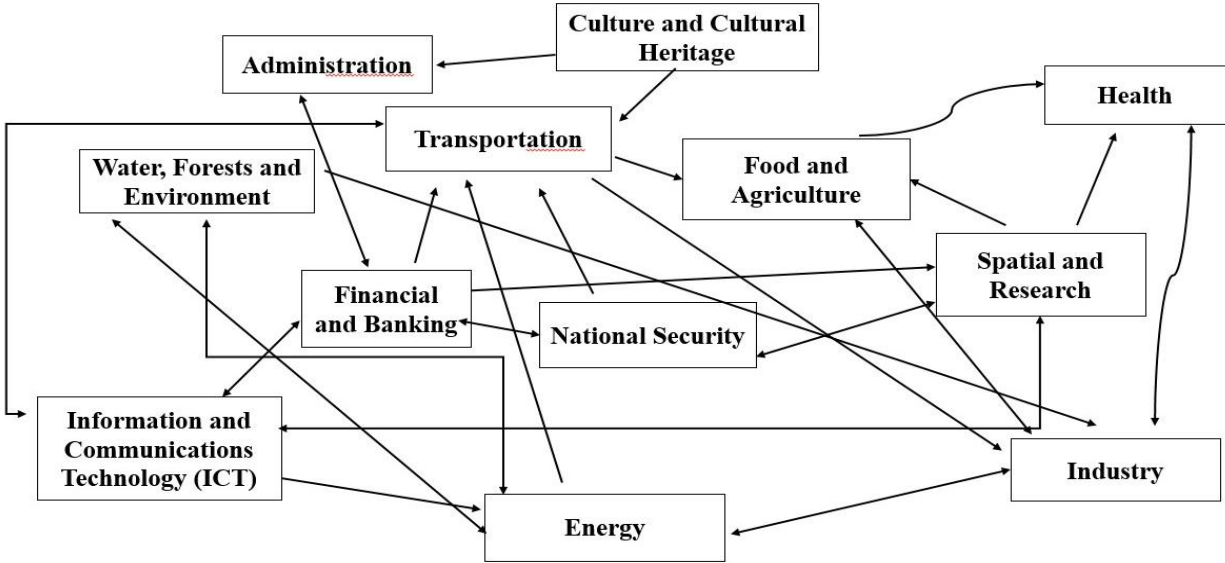 Culture and Cultural
Heritage
Administration
Health
Transportation
Water, Forests and
Environment
Food and
Agriculture
Spatial and
Research
Financial
and Banking
National Security
Information and
Communications
Technology (ICT)
Industry
Energy